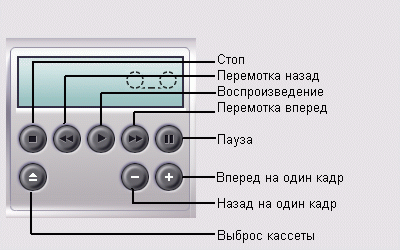 Стоп
Перемотка назад
Воспроизведение
Перемотка вперед
Пауза
Вперед на один кадр
Назад на один кадр
Выброс кассеты